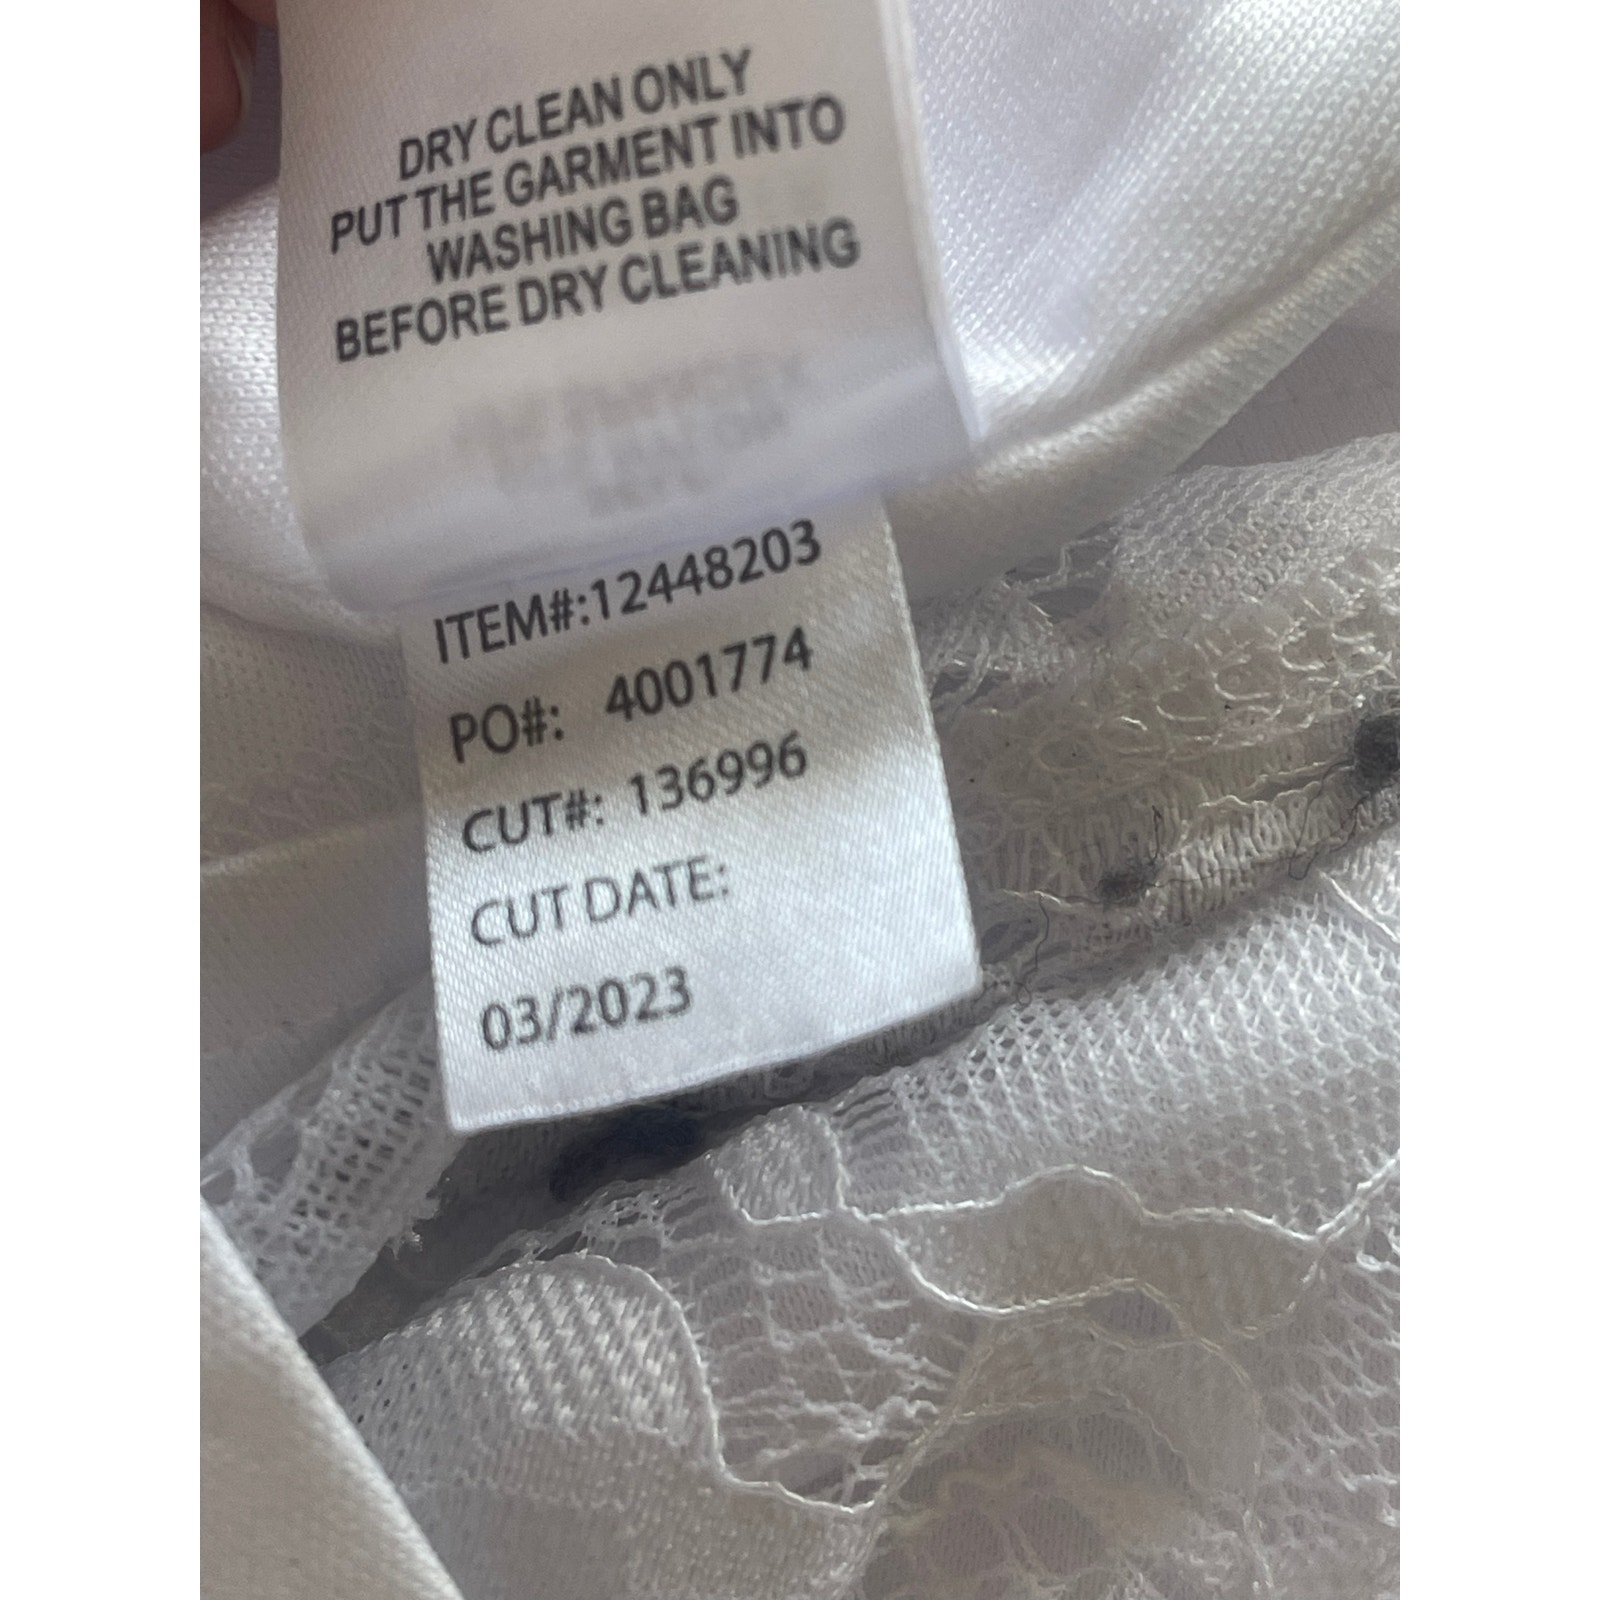 DRY CLEAN ONLY
PUT THE GARMENT INTO
WASHING BAG
BEFORE DRY CLEANING
ITEM#:12448203
PO#: 4001774
CUT#: 136996
CUT DATE:
03/2023